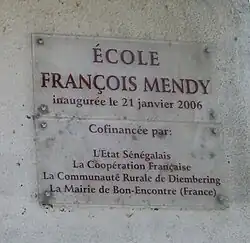 ÉCOLE
FRANÇOIS MENDY
inaugurée le 21 janvier 2006
Cofinancée par:
L'Etat Sénégalais
La Coopération Française
La Communauté Rurale de Diembering
La Mairie de Bon-Encontre (France)